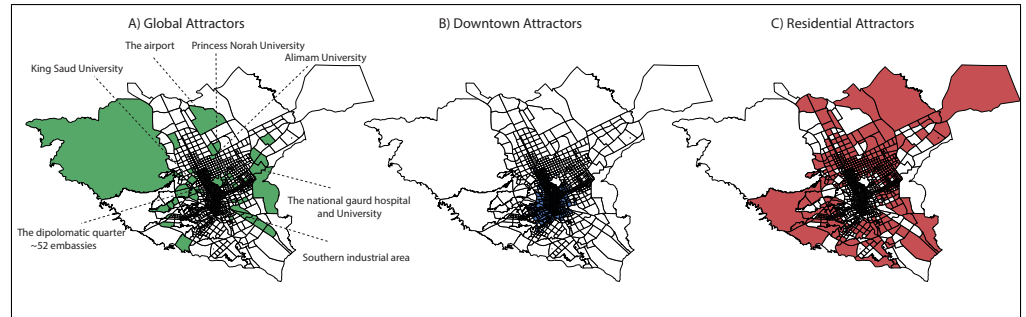 A) Global Attractors
B) Downtown Attractors
C) Residential Attractors
The airport
Princess Norah University
Alimam University
King Saud University
The national gaurd hospital
and University
The dipolomatic quarter
~52 embassies
Southern industrial area